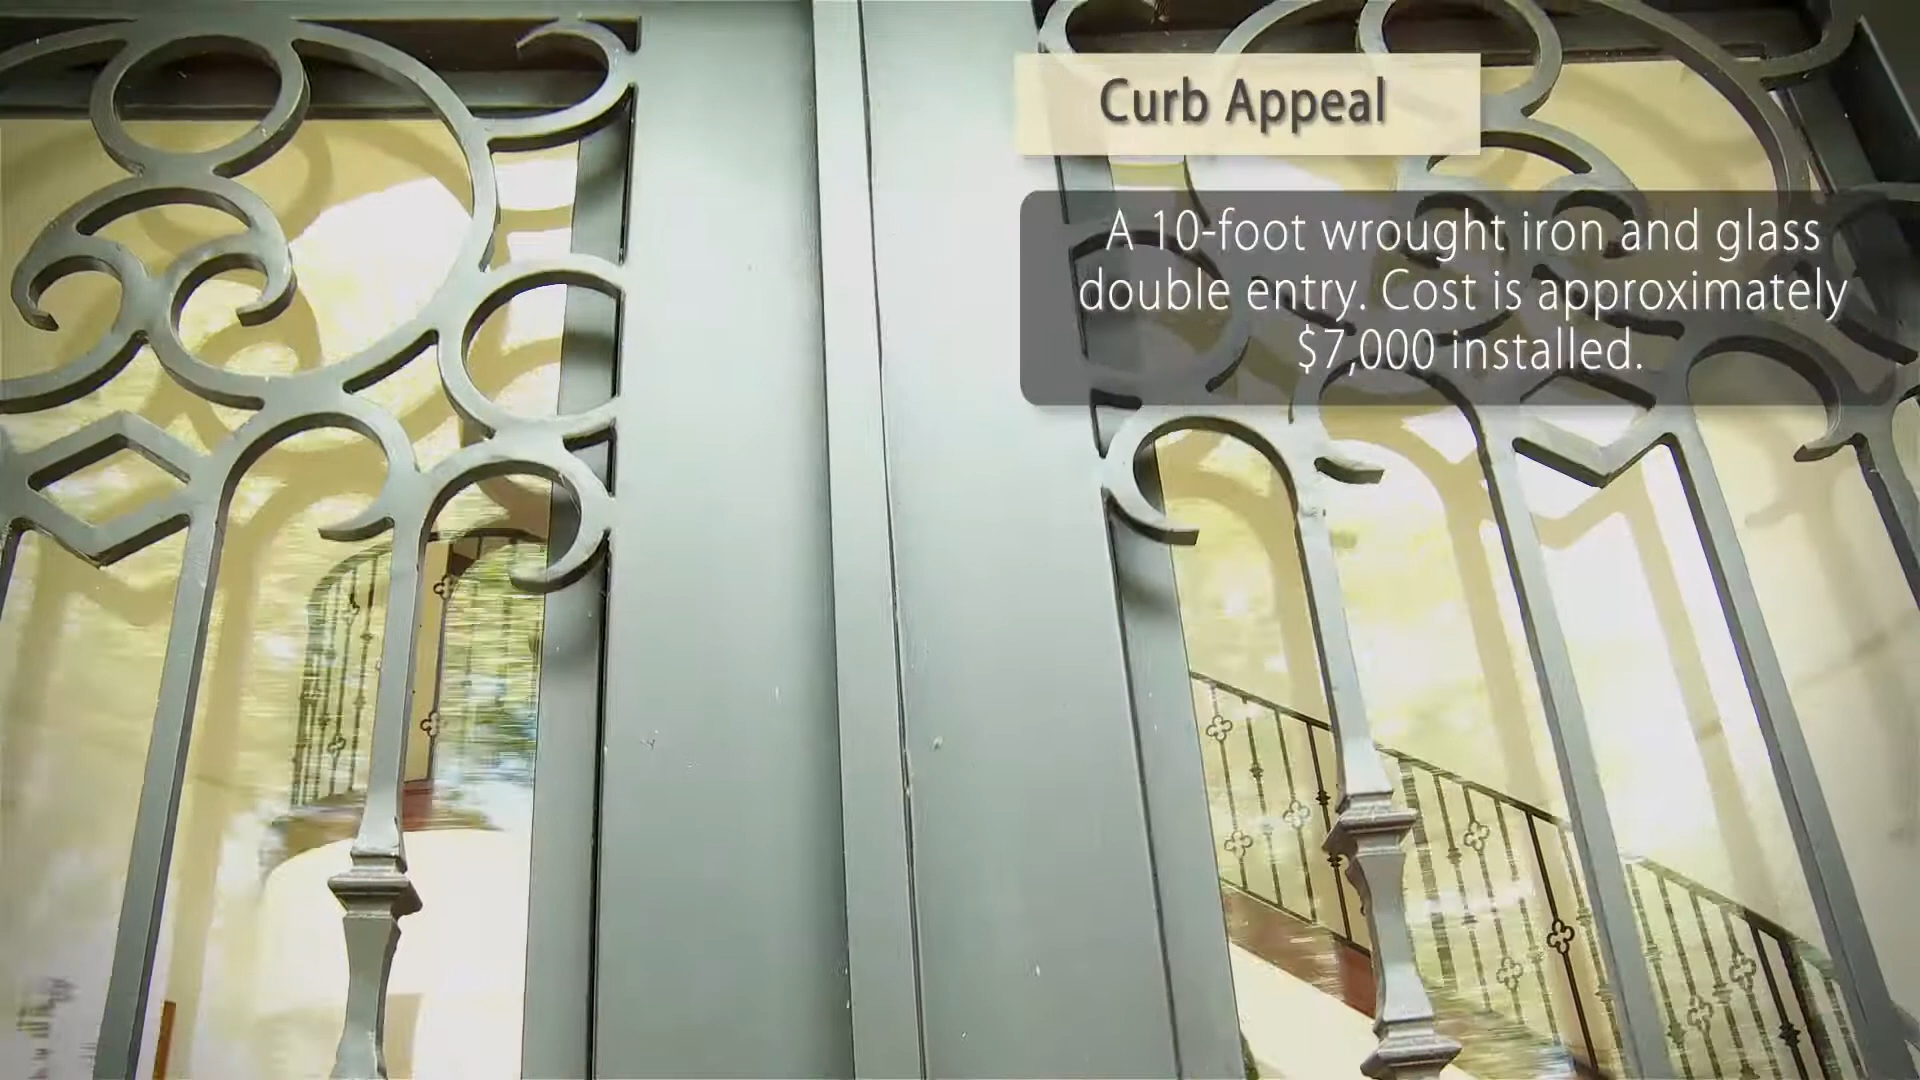 Curb Appeal
A 10-foot wrought iron and glass
double entry. Cost is approximately
$7,000 installed.